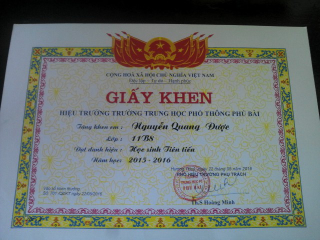 CỘNG HÒA XÃ HỘI CHỦ NGHĨA VIỆT NAM
Độc lập - Tự do - Hạnh phúc
GIẤY KHEN
HIỆU TRƯỞNG TRƯỜNG TRUNG HỌC PHỔ THÔNG PHÚ BÀI
Tặng khen em : Nguyễn Quang Được
Lớp : 11B8
Đạt danh hiệu : Học sinh Tiên tiến
Năm học: 2015 - 2016
PHÓ HIỆU TRƯỞNG PHỤ TRÁCH
Hoàng Minh